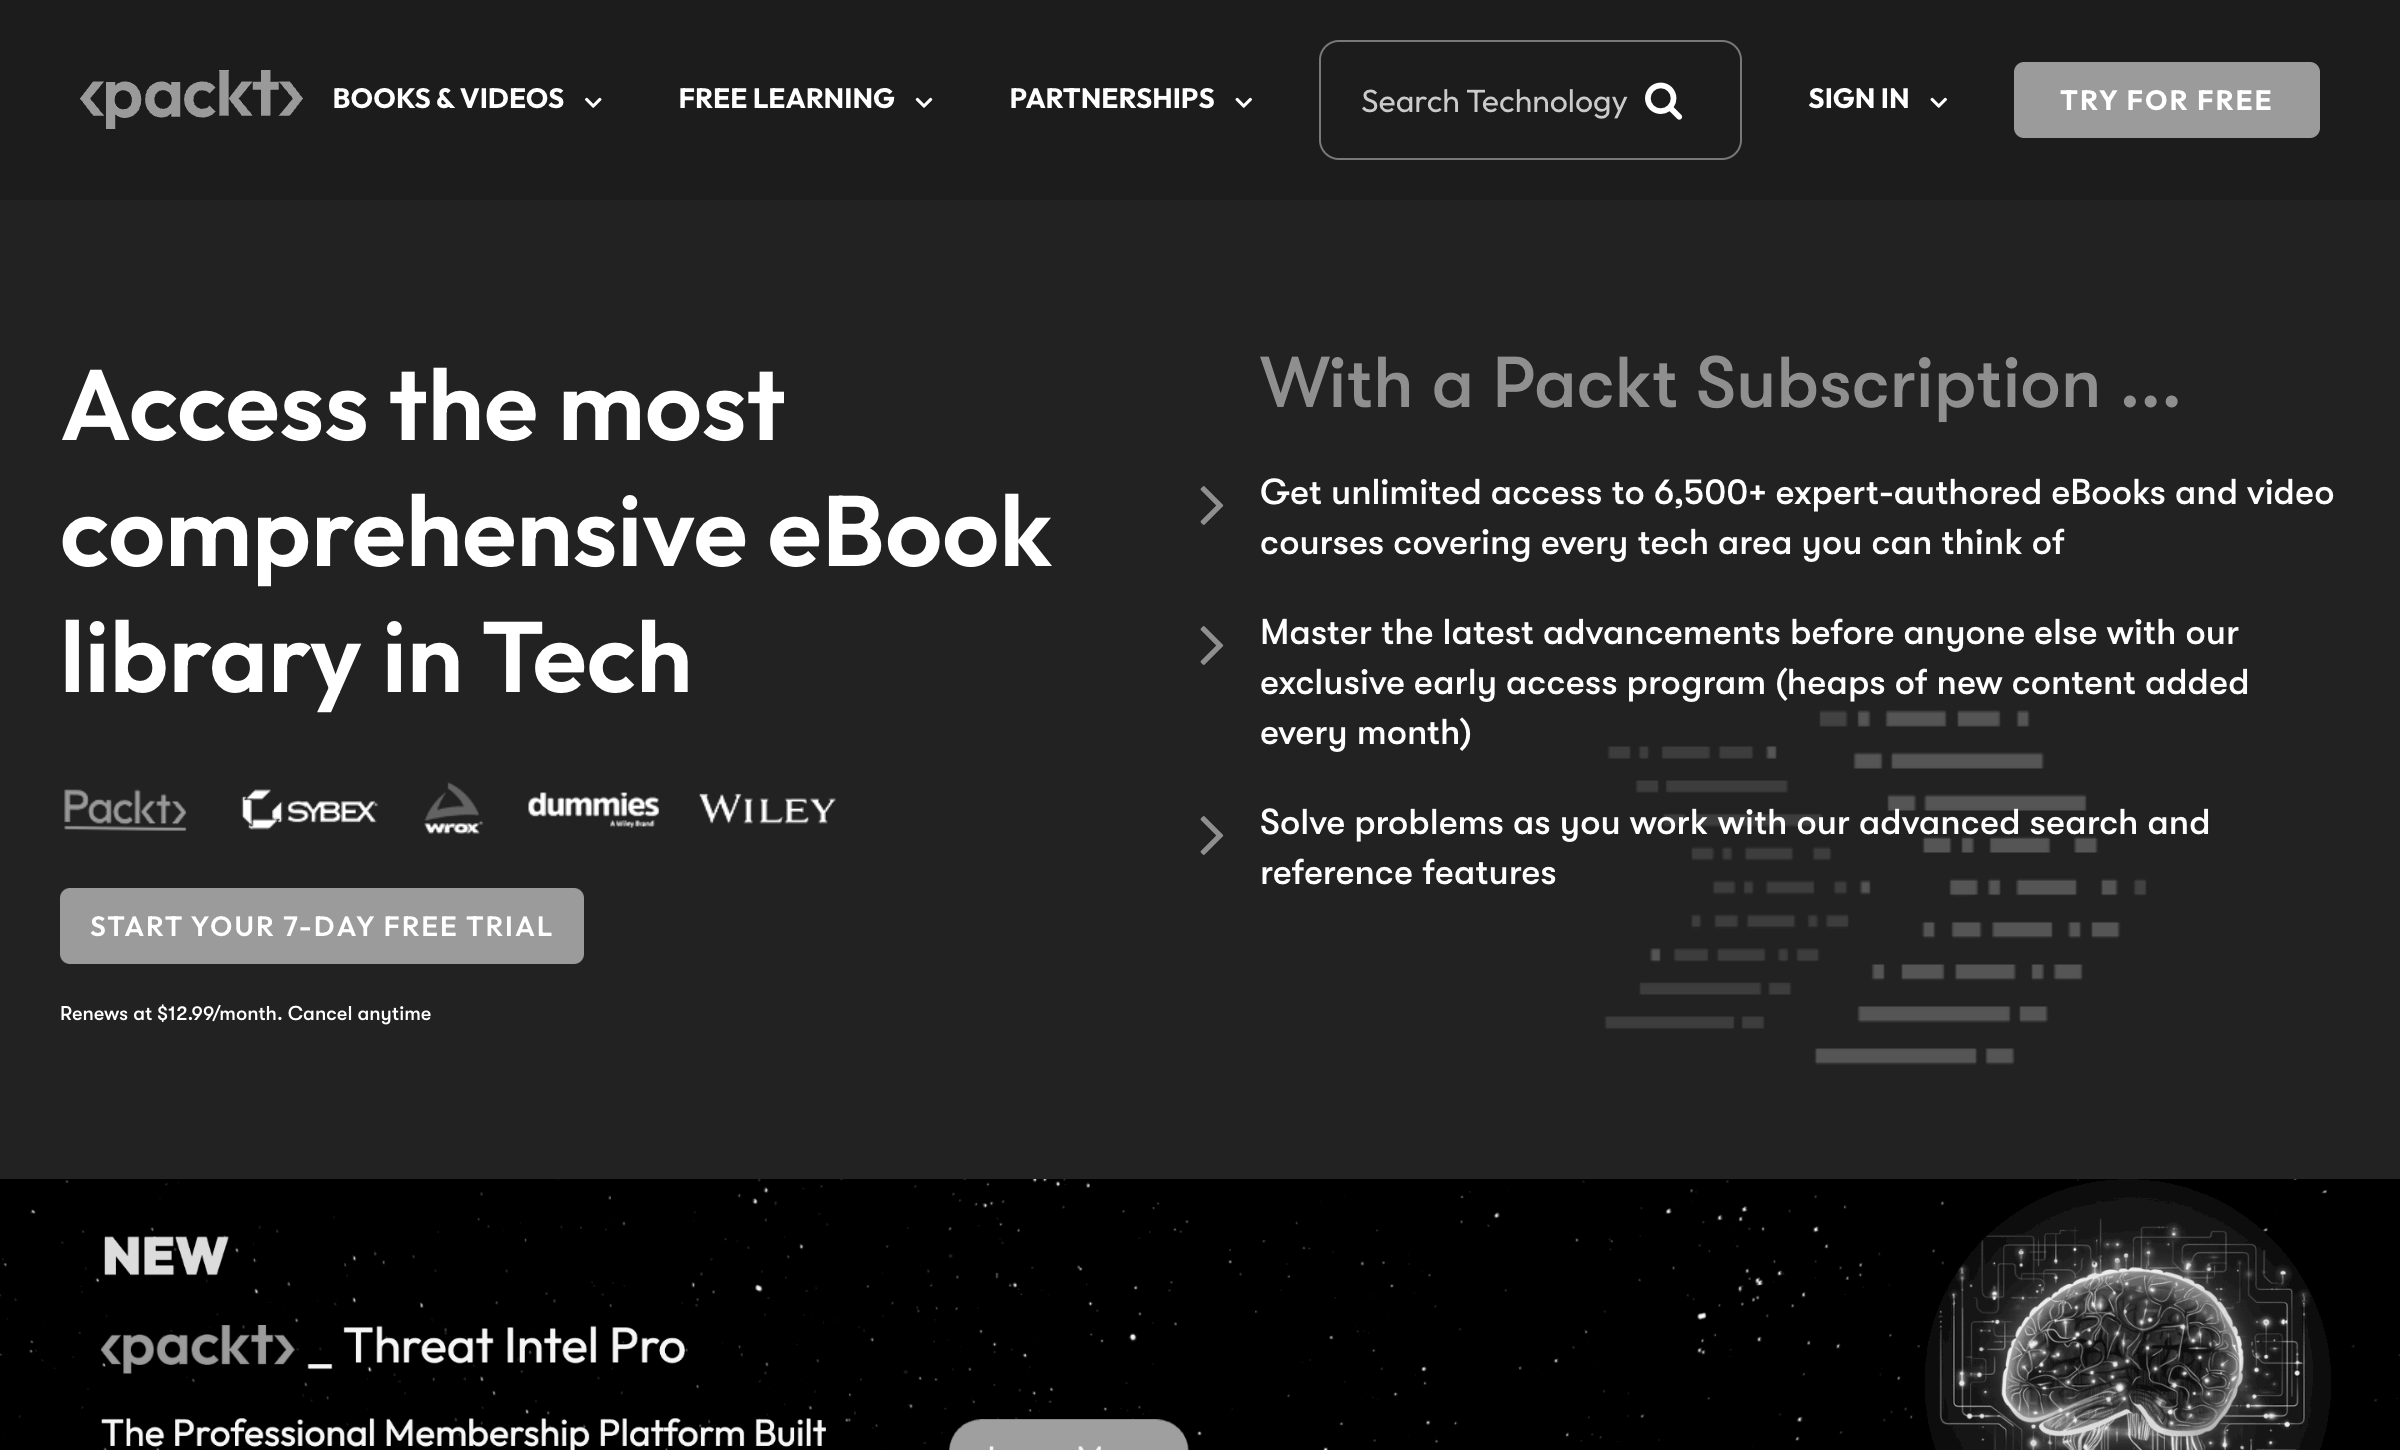 <packt>
BOOKS & VIDEOS
FREE LEARNING
PARTNERSHIPS
Search Technology
SIGN IN
TRY FOR FREE
Access the most
comprehensive eBook
library in Tech
Packt>
SYBEX
wrox
dummies
A Wiley Brand
WILEY
START YOUR 7-DAY FREE TRIAL
Renews at $12.99/month. Cancel anytime
With a Packt Subscription ...
Get unlimited access to 6,500+ expert-authored eBooks and video
courses covering every tech area you can think of
Master the latest advancements before anyone else with our
exclusive early access program (heaps of new content added
every month)
Solve problems as you work with our advanced search and
reference features
NEW
<packt> _ Threat Intel Pro
The Professional Membership Platform Built